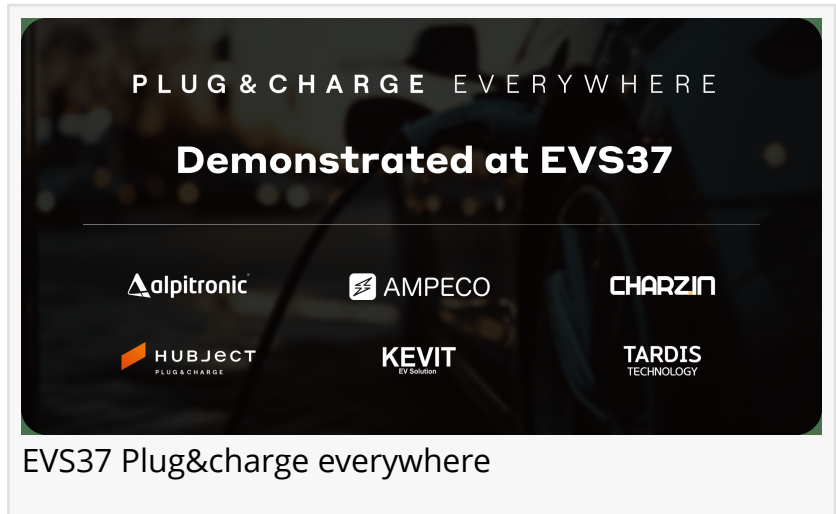 PLUG&CHARGE EVERYWHERE
Demonstrated at EVS37
alpitronic AMPECO CHARZIN
HUBJECT
PLUG&CHARGE
KEVIT
EV Solution
TARDIS
TECHNOLOGY
EVS37 Plug&charge everywhere